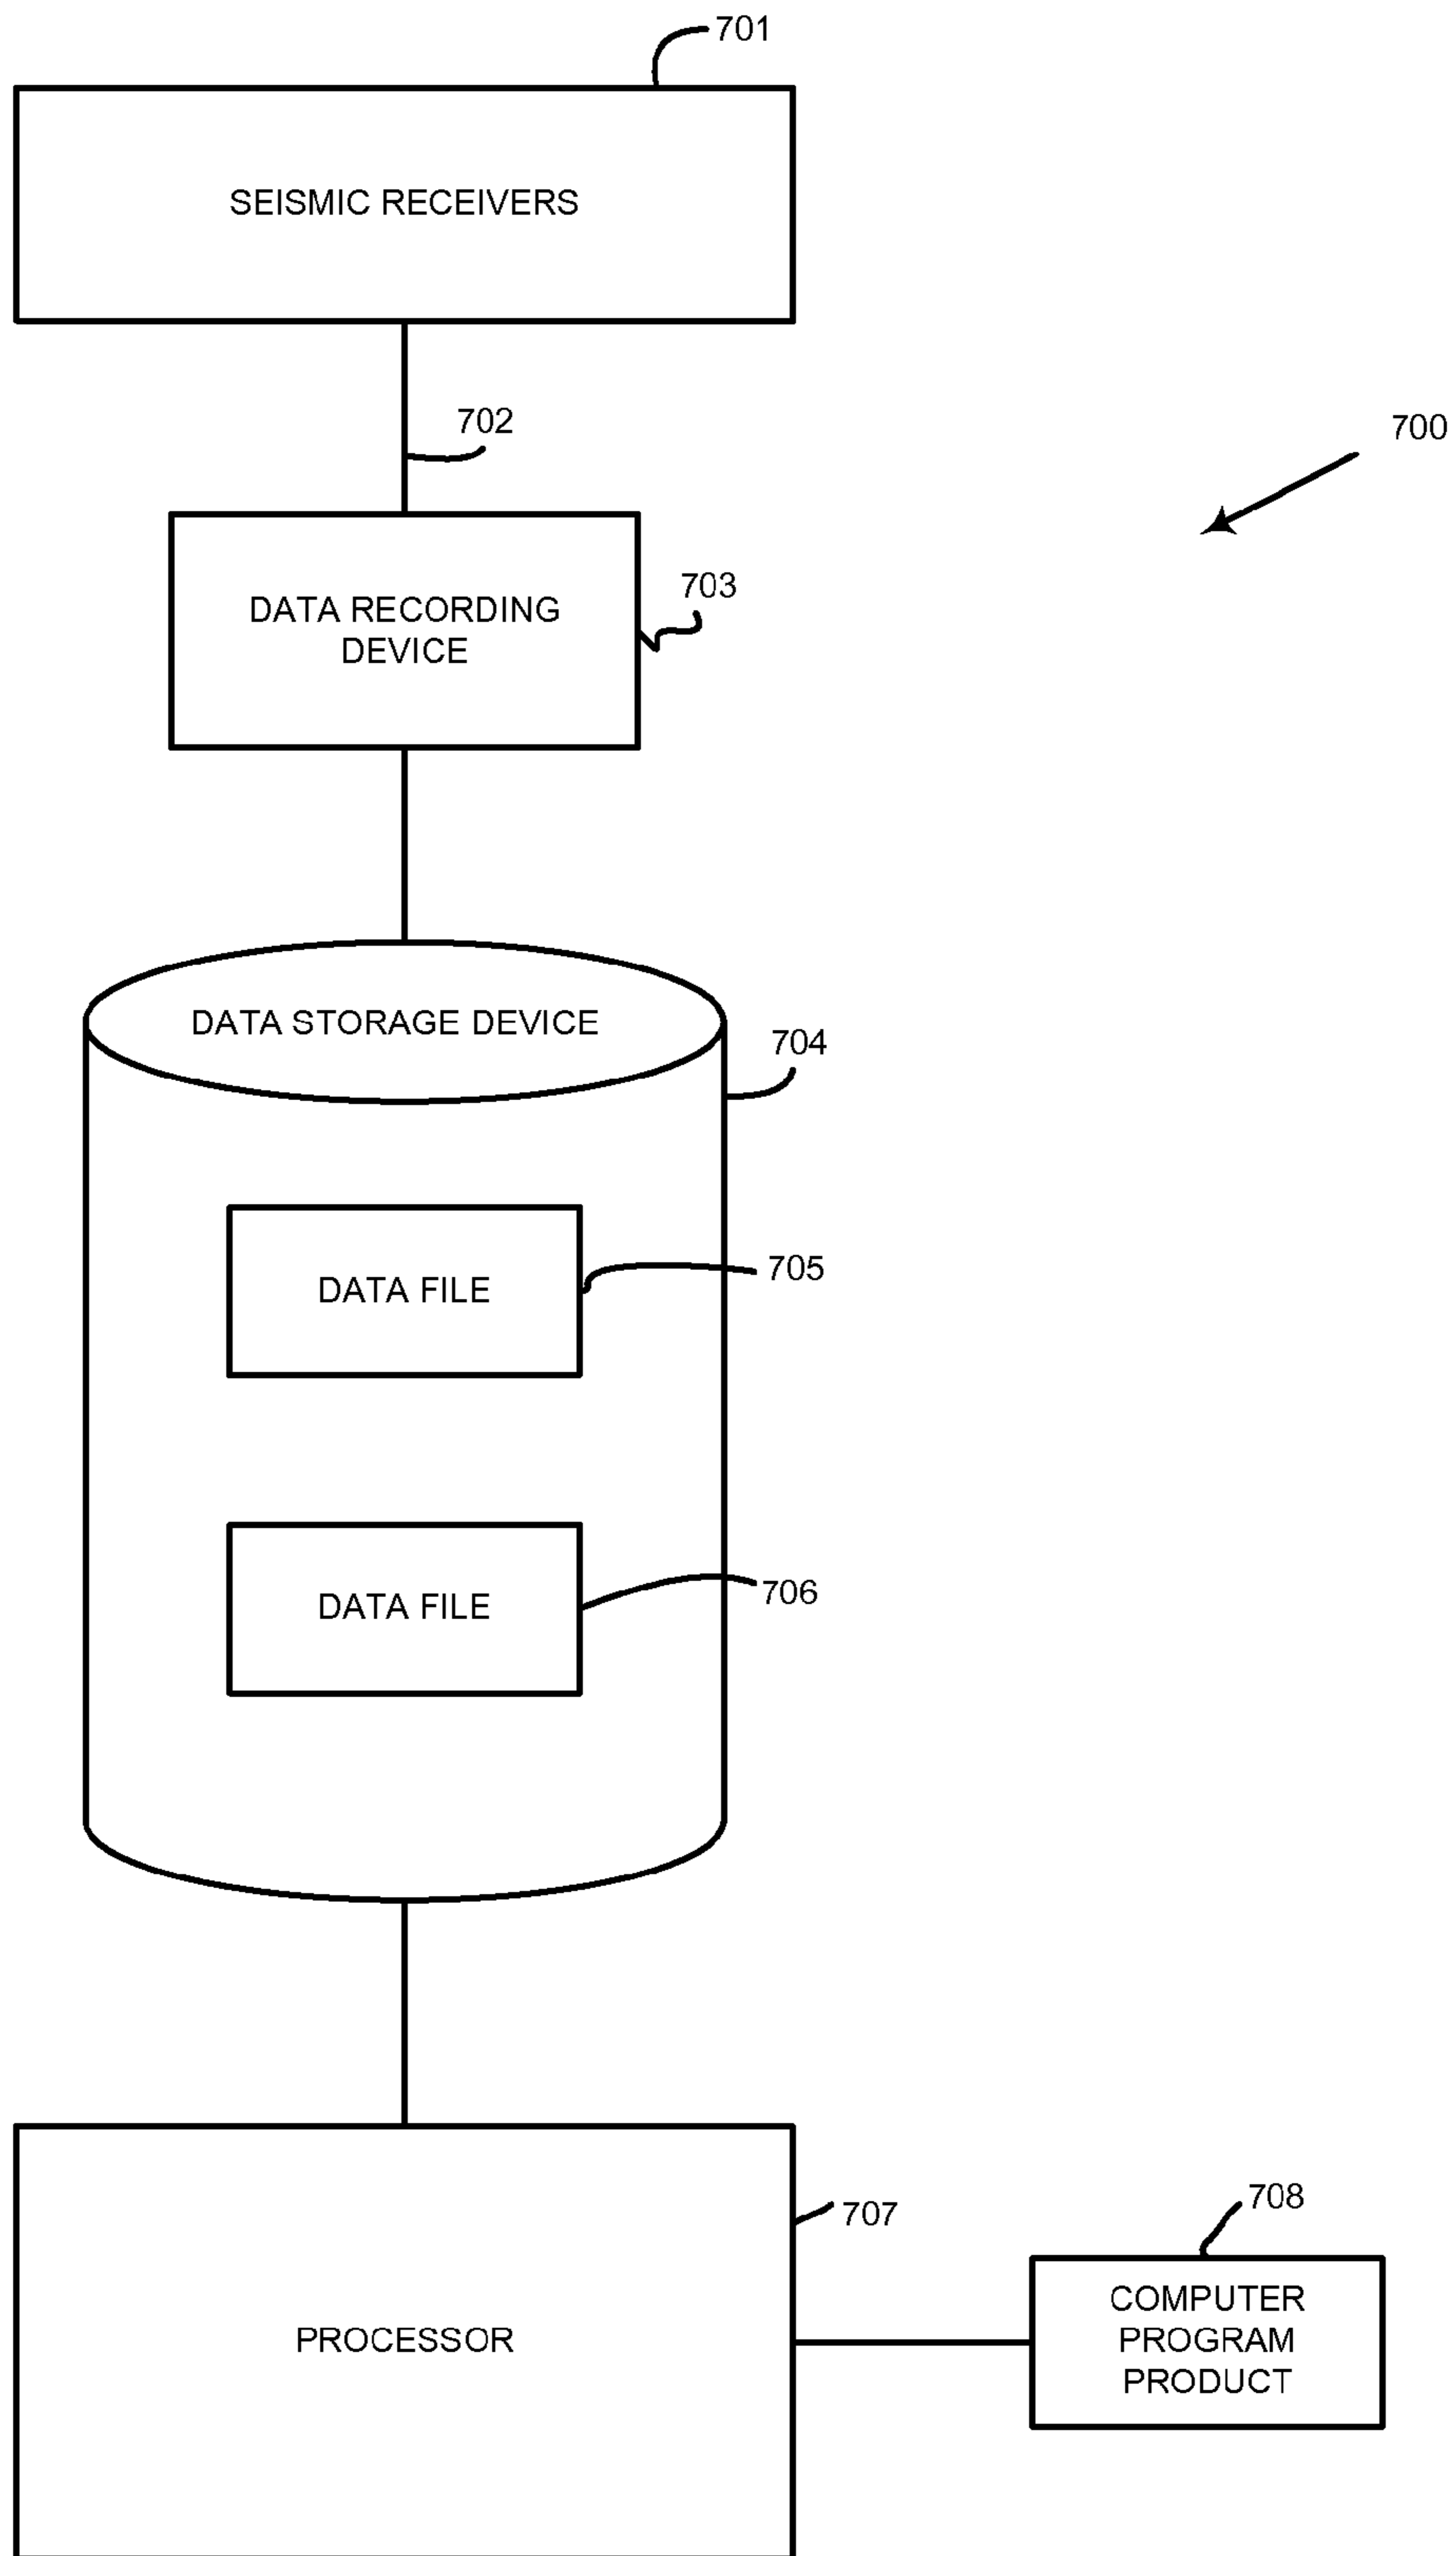 701
SEISMIC RECEIVERS
702
700
703
DATA RECORDING
DEVICE
DATA STORAGE DEVICE
704
705
DATA FILE
706
DATA FILE
707
708
COMPUTER
PROGRAM
PRODUCT
PROCESSOR